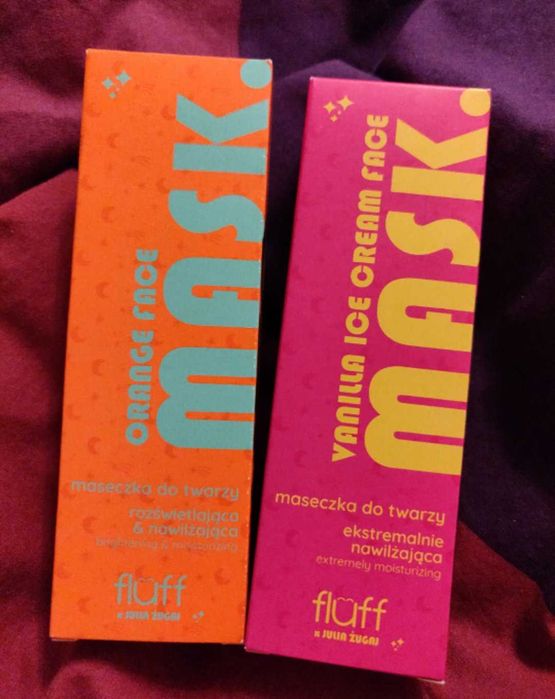 ORANGE FACE
MASK.
maseczka do twarzy
rozświetlająca
& nawilżająca
brightening & moisturizing
fluff
x JULIA ŻUGAJ
VANILLA ICE CREAM FACE
MASK.
maseczka do twarzy
ekstremalnie
nawilżająca
extremely moisturizing
fluff
x JULIA ŻUGAJ